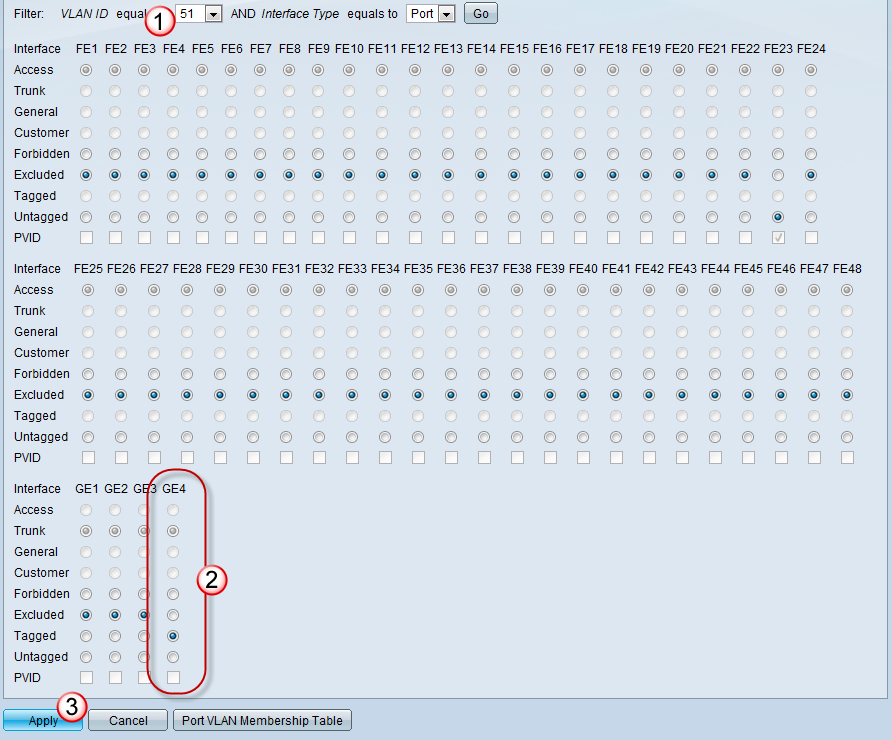 Filter: VLAN ID equal 51 AND Interface Type equals to Port Go
1
Interface FE1 FE2 FE3 FE4 FE5 FE6 FE7 FE8 FE9 FE10 FE11 FE12 FE13 FE14 FE15 FE16 FE17 FE18 FE19 FE20 FE21 FE22 FE23 FE24
Access
Trunk
General
Customer
Forbidden
Excluded
Tagged
Untagged
PVID
Interface FE25 FE26 FE27 FE28 FE29 FE30 FE31 FE32 FE33 FE34 FE35 FE36 FE37 FE38 FE39 FE40 FE41 FE42 FE43 FE44 FE45 FE46 FE47 FE48
Access
Trunk
General
Customer
Forbidden
Excluded
Tagged
Untagged
PVID
Interface GE1 GE2 GE3 GE4
Access
Trunk
General
Customer
2
Forbidden
Excluded
Tagged
Untagged
PVID
3
Apply Cancel Port VLAN Membership Table